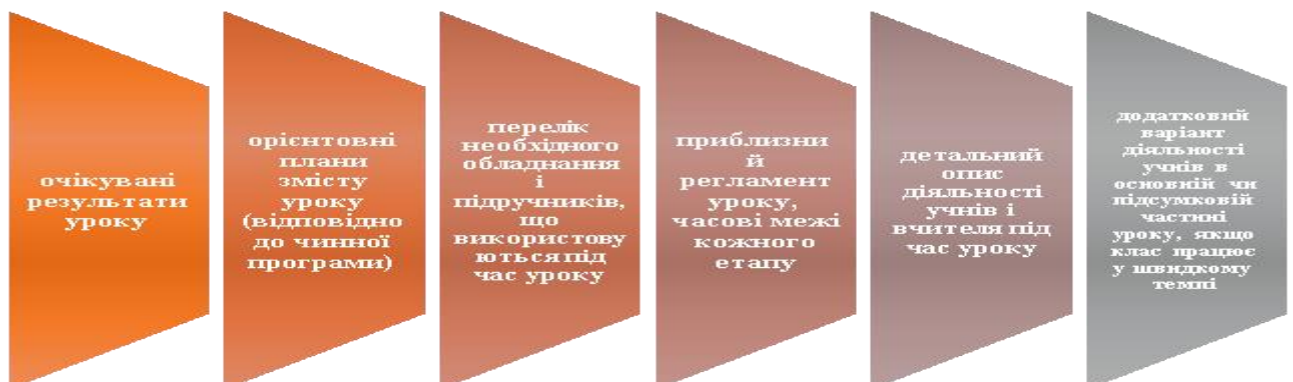 очікувані
результати
уроку
орієнтовні
плани
змісту
уроку
(відповідно
до чинної
програми)
перелік
необхідного
обладнання
і
підручників,
що
використову
ються під
час уроку
приблизни
й
регламент
уроку,
часові межі
кожного
етапу
детальний
опис
діяльності
учнів і
вчителя під
час уроку
додатковий
варіант
діяльності
учнів в
основній чи
підсумковій
частині
уроку, якщо
клас працює
у швидкому
темпі